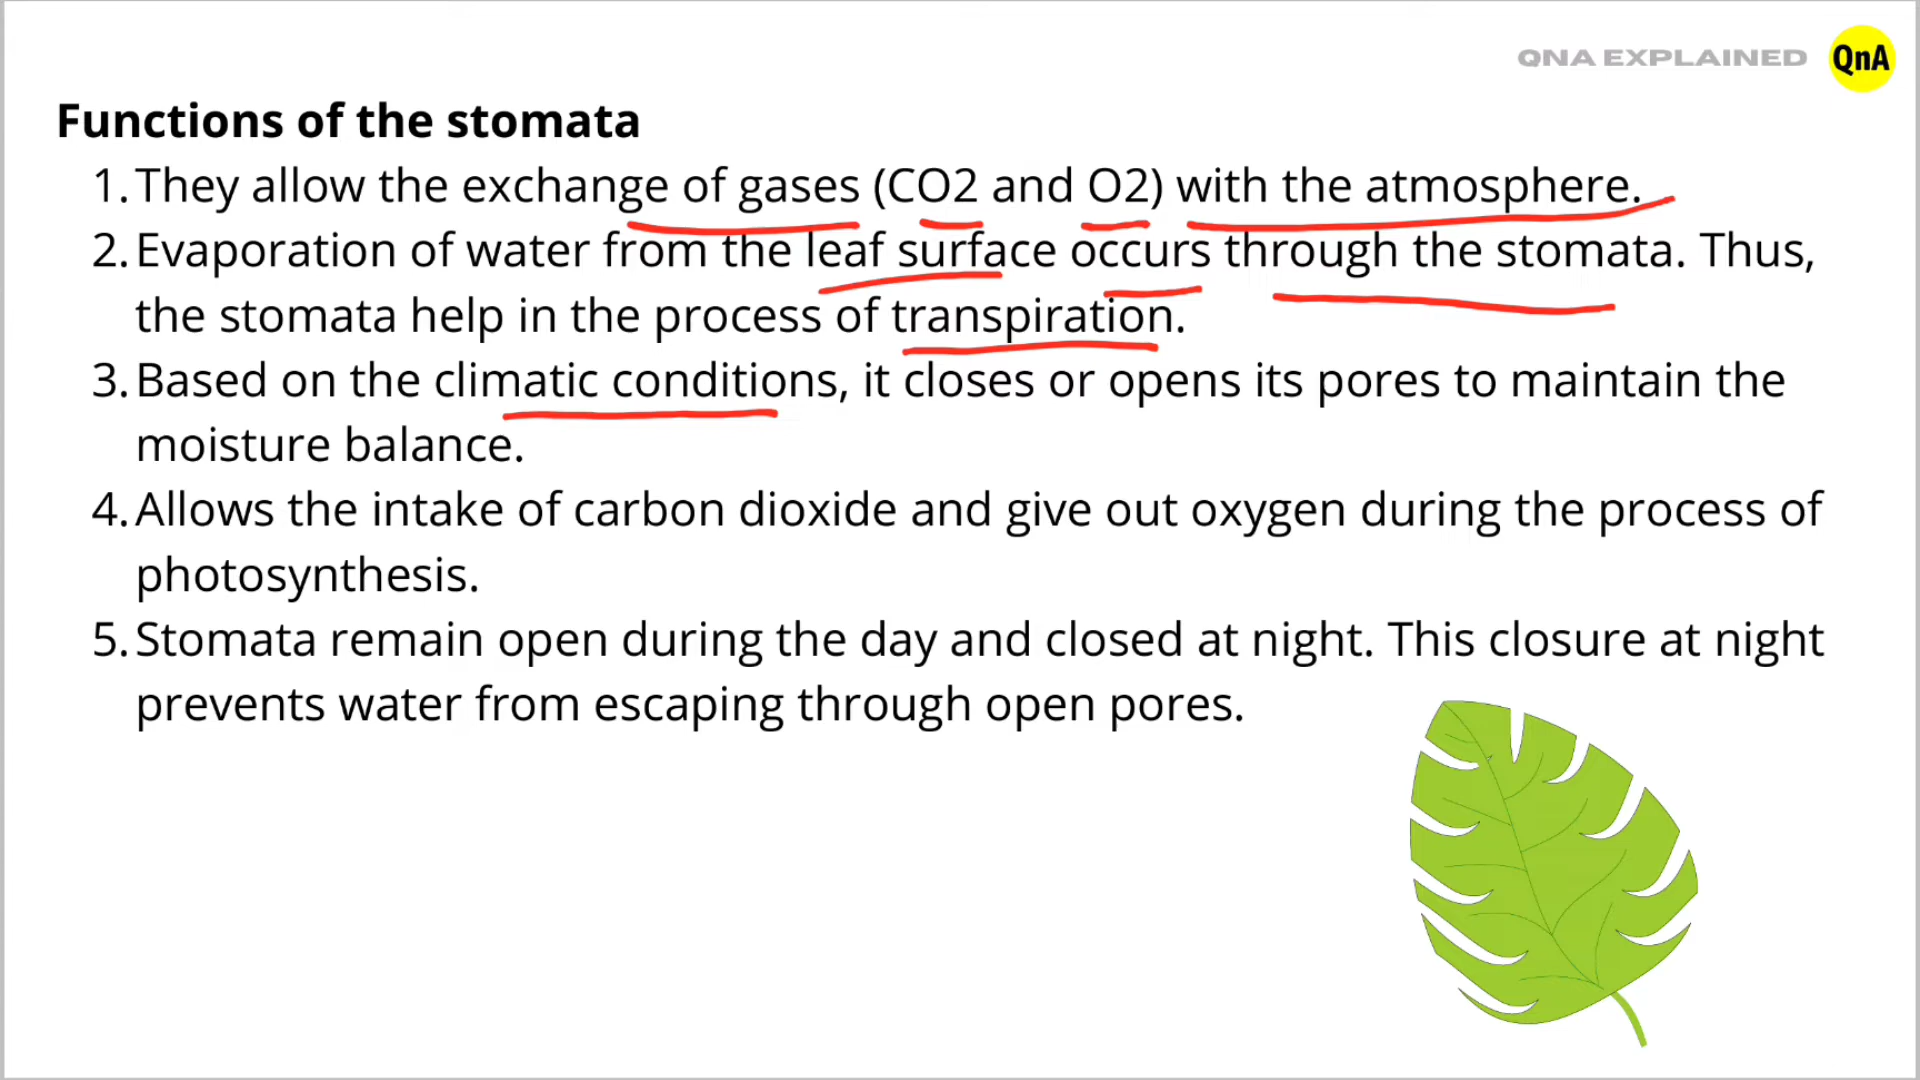 QNA EXPLAINED QnA
Functions of the stomata
1. They allow the exchange of gases (CO2 and O2) with the atmosphere.
2. Evaporation of water from the leaf surface occurs through the stomata. Thus,
the stomata help in the process of transpiration.
3. Based on the climatic conditions, it closes or opens its pores to maintain the
moisture balance.
4. Allows the intake of carbon dioxide and give out oxygen during the process of
photosynthesis.
5. Stomata remain open during the day and closed at night. This closure at night
prevents water from escaping through open pores.